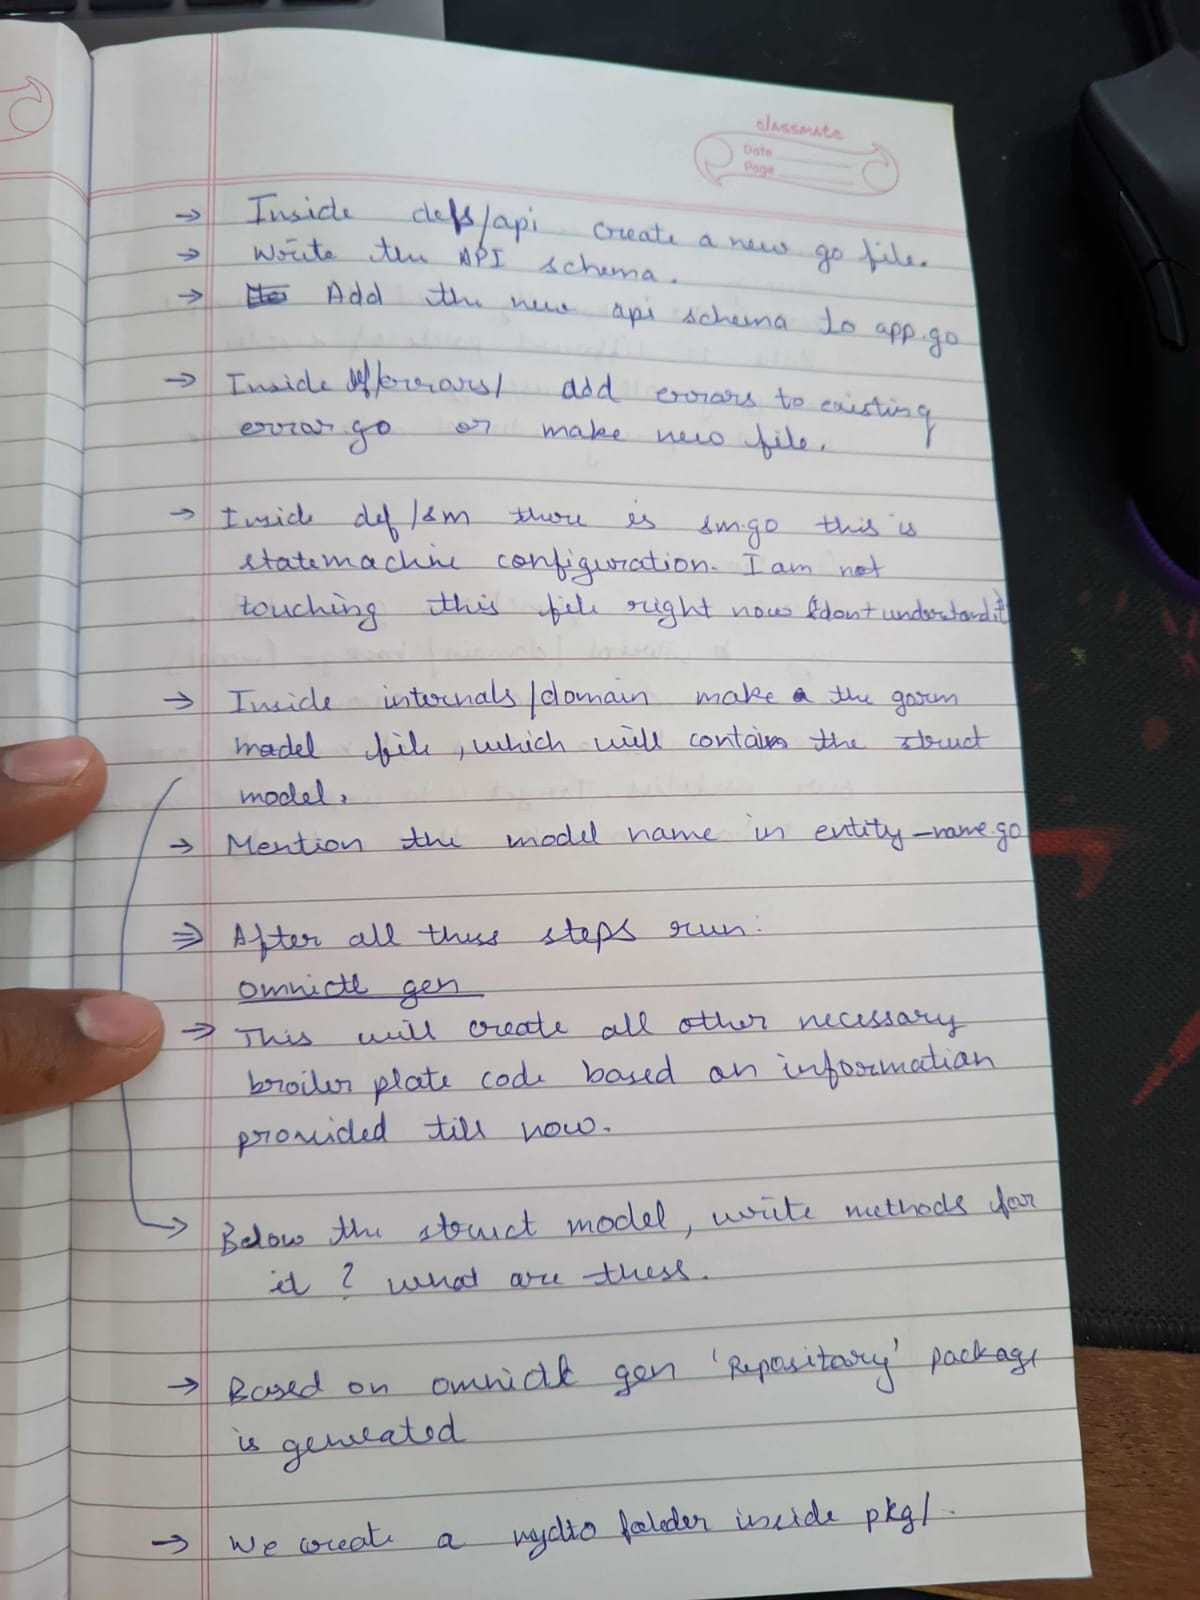 classmate
Date
Page
→ Inside defs/api create a new go file.
→ Write the API schema.
→ Add the new api schema to app.go
→ Inside def/errors/ add errors to existing
error.go or make new file.
→ Inside def/sm there is sm.go this is
statemachine configuration. I am not
touching this file right now I dont understand it
→ Inside internals/domain make the gorm
model file, which will contain the struct
model.
→ Mention the model name in entity_name.go
⇒ After all thess steps run:
omnictl gen
→ This will create all other necessary
broiler plate code based on information
provided till now.
→ Below the struct model, write methods for
it ? what are thess.
→ Based on omnictl gen 'Repository' package
is generated
→ We create a folder inside pkg/.